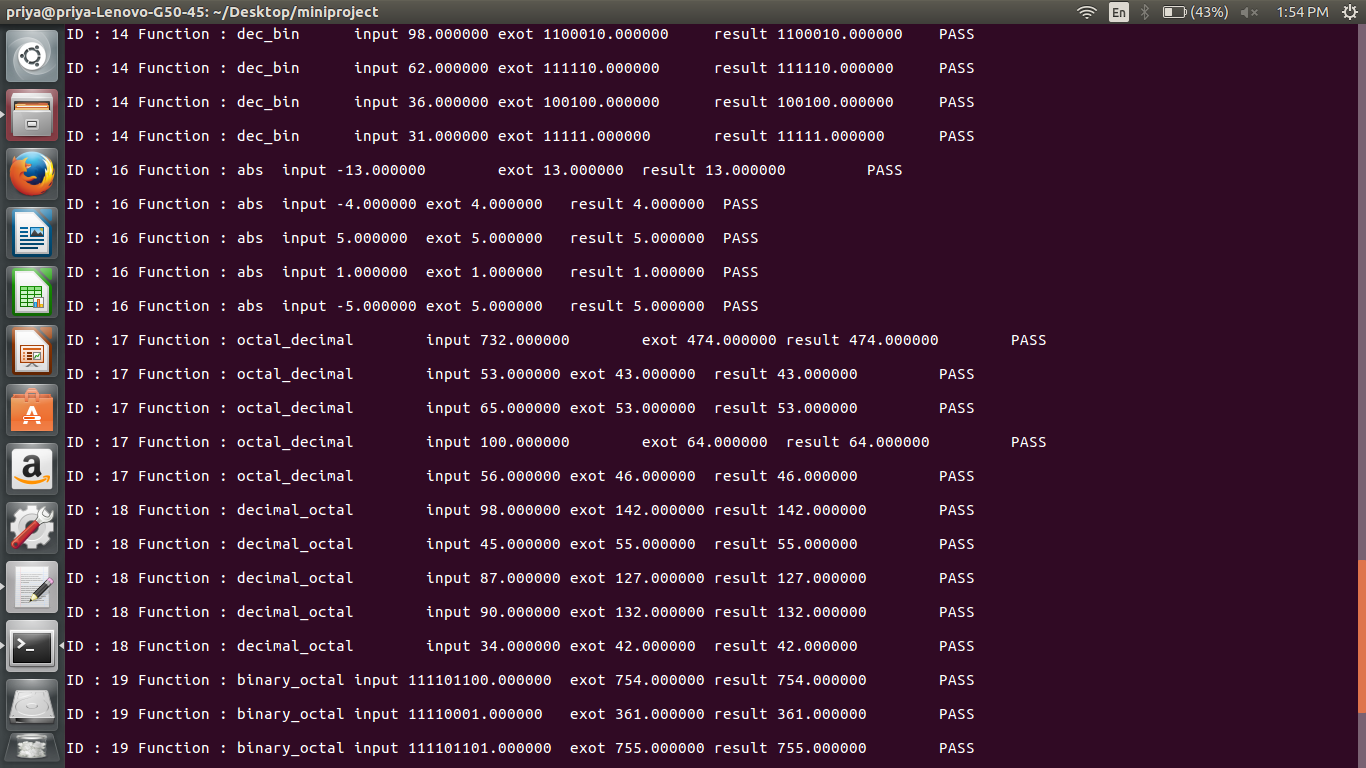 priya@priya-Lenovo-G50-45: ~/Desktop/miniproject En (43%) 1:54 PM
ID : 14 Function : dec_bin input 98.000000 exot 1100010.000000 result 1100010.000000 PASS
ID : 14 Function : dec_bin input 62.000000 exot 111110.000000 result 111110.000000 PASS
ID : 14 Function : dec_bin input 36.000000 exot 100100.000000 result 100100.000000 PASS
ID : 14 Function : dec_bin input 31.000000 exot 11111.000000 result 11111.000000 PASS
ID : 16 Function : abs input -13.000000 exot 13.000000 result 13.000000 PASS
ID : 16 Function : abs input -4.000000 exot 4.000000 result 4.000000 PASS
ID : 16 Function : abs input 5.000000 exot 5.000000 result 5.000000 PASS
ID : 16 Function : abs input 1.000000 exot 1.000000 result 1.000000 PASS
ID : 16 Function : abs input -5.000000 exot 5.000000 result 5.000000 PASS
ID : 17 Function : octal_decimal input 732.000000 exot 474.000000 result 474.000000 PASS
ID : 17 Function : octal_decimal input 53.000000 exot 43.000000 result 43.000000 PASS
ID : 17 Function : octal_decimal input 65.000000 exot 53.000000 result 53.000000 PASS
ID : 17 Function : octal_decimal input 100.000000 exot 64.000000 result 64.000000 PASS
ID : 17 Function : octal_decimal input 56.000000 exot 46.000000 result 46.000000 PASS
ID : 18 Function : decimal_octal input 98.000000 exot 142.000000 result 142.000000 PASS
ID : 18 Function : decimal_octal input 45.000000 exot 55.000000 result 55.000000 PASS
ID : 18 Function : decimal_octal input 87.000000 exot 127.000000 result 127.000000 PASS
ID : 18 Function : decimal_octal input 90.000000 exot 132.000000 result 132.000000 PASS
ID : 18 Function : decimal_octal input 34.000000 exot 42.000000 result 42.000000 PASS
ID : 19 Function : binary_octal input 111101100.000000 exot 754.000000 result 754.000000 PASS
ID : 19 Function : binary_octal input 11110001.000000 exot 361.000000 result 361.000000 PASS
ID : 19 Function : binary_octal input 111101101.000000 exot 755.000000 result 755.000000 PASS